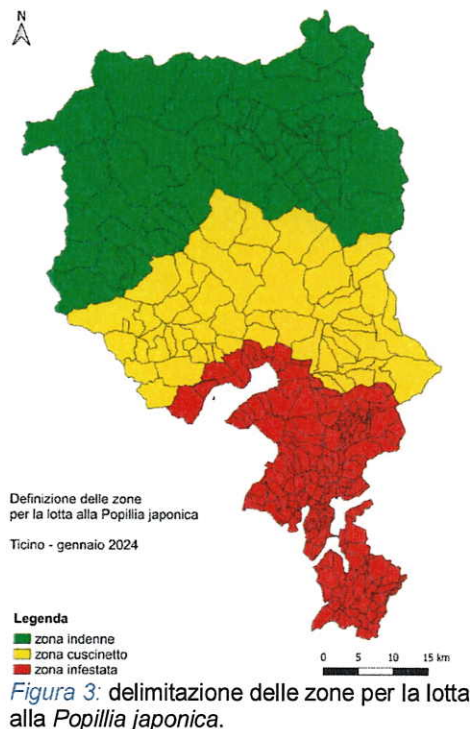 N
Definizione delle zone
per la lotta alla Popillia japonica
Ticino - gennaio 2024
Legenda
zona indenne
zona cuscinetto
zona infestata
0 5 10 15 km
Figura 3: delimitazione delle zone per la lotta
alla Popillia japonica.